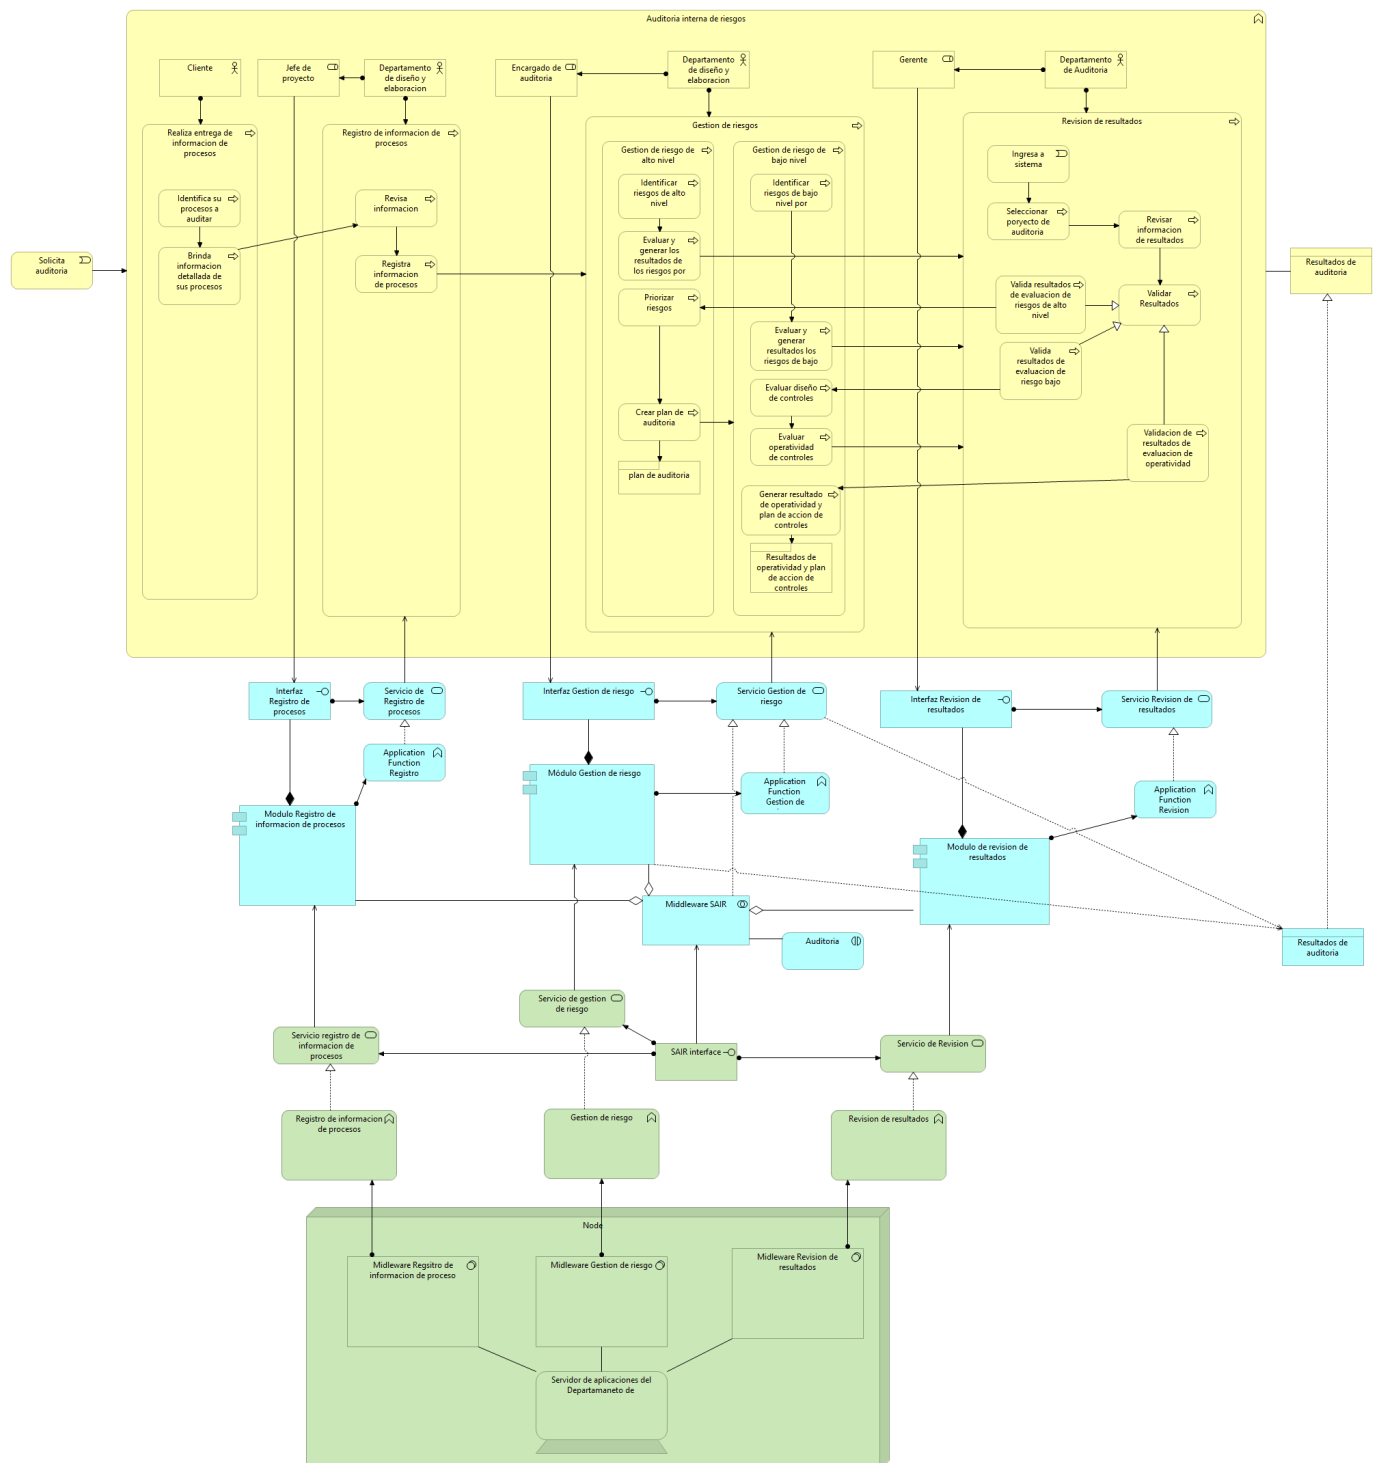 Auditoria interna de riesgos
Cliente
Jefe de
proyecto
Departamento
de diseño y
elaboracion
Encargado de
auditoria
Departamento
de diseño y
elaboracion
Gerente
Departamento
de Auditoria
Realiza entrega de
informacion de
procesos
Identifica su
procesos a
auditar
Brinda
informacion
detallada de
sus procesos
Registro de informacion de
procesos
Revisa
informacion
Registra
informacion
de procesos
Gestion de riesgos
Gestion de riesgo de
alto nivel
Identificar
riesgos de alto
nivel
Evaluar y
generar los
resultados de
los riesgos por
Priorizar
riesgos
Crear plan de
auditoria
plan de auditoria
Gestion de riesgo de
bajo nivel
Identificar
riesgos de bajo
nivel por
Evaluar y
generar
resultados los
riesgos de bajo
Evaluar diseño
de controles
Evaluar
operatividad
de controles
Generar resultado
de operatividad y
plan de accion de
controles
Resultados de
operatividad y plan
de accion de
controles
Revision de resultados
Ingresa a
sistema
Seleccionar
poryecto de
auditoria
Revisar
informacion
de resultados
Valida resultados
de evaluacion de
riesgos de alto
nivel
Validar
Resultados
Valida
resultados de
evaluacion de
riesgo bajo
Validacion de
resultados de
evaluacion de
operatividad
Solicita
auditoria
Resultados de
auditoria
Interfaz
Registro de
procesos
Servicio de
Registro de
procesos
Interfaz Gestion de riesgo
Servicio Gestion de
riesgo
Interfaz Revision de
resultados
Servicio Revision de
resultados
Application
Function
Registro
Módulo Gestion de riesgo
Application
Function
Gestion de
Application
Function
Revision
Modulo Registro de
informacion de procesos
Modulo de revision de
resultados
Middleware SAIR
Auditoria
Resultados de
auditoria
Servicio de gestion
de riesgo
Servicio registro de
informacion de
procesos
SAIR interface
Servicio de Revision
Registro de informacion
de procesos
Gestion de riesgo
Revision de resultados
Node
Midleware Regsitro de
informacion de proceso
Midleware Gestion de riesgo
Midleware Revision de
resultados
Servidor de aplicaciones del
Departamaneto de